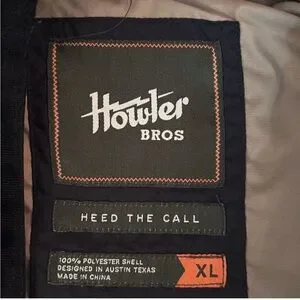 Howler
BROS
HEED THE CALL
100% POLYESTER SHELL
DESIGNED IN AUSTIN TEXAS
MADE IN CHINA
XL